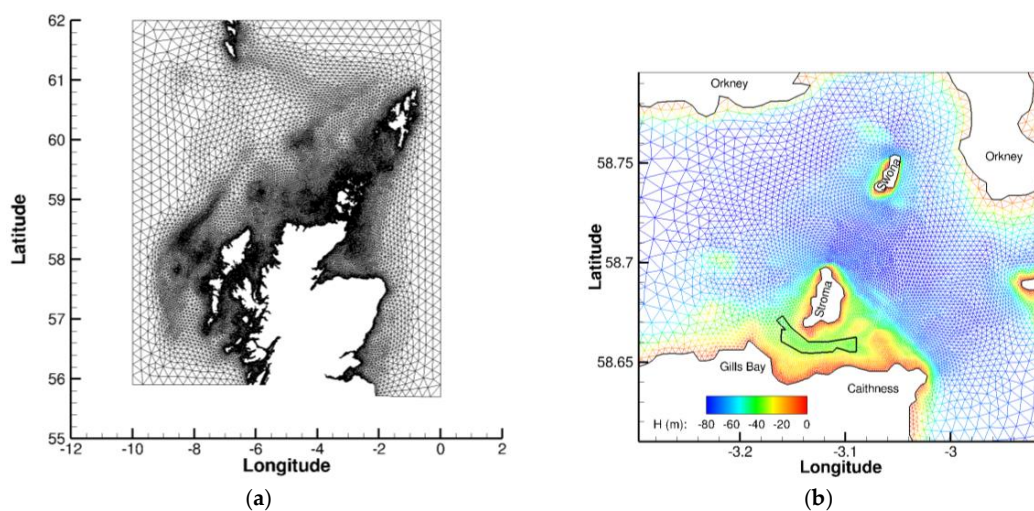 62
61
60
59
58
57
56
55
Latitude
-12
-10
-8
-6
-4
-2
0
2
Longitude
(a)
Orkney
Orkney
58.75
Swona
58.7
Latitude
Stroma
58.65
Gills Bay
Caithness
H (m):
-80 -60 -40 -20 0
-3.2
-3.1
-3
Longitude
(b)